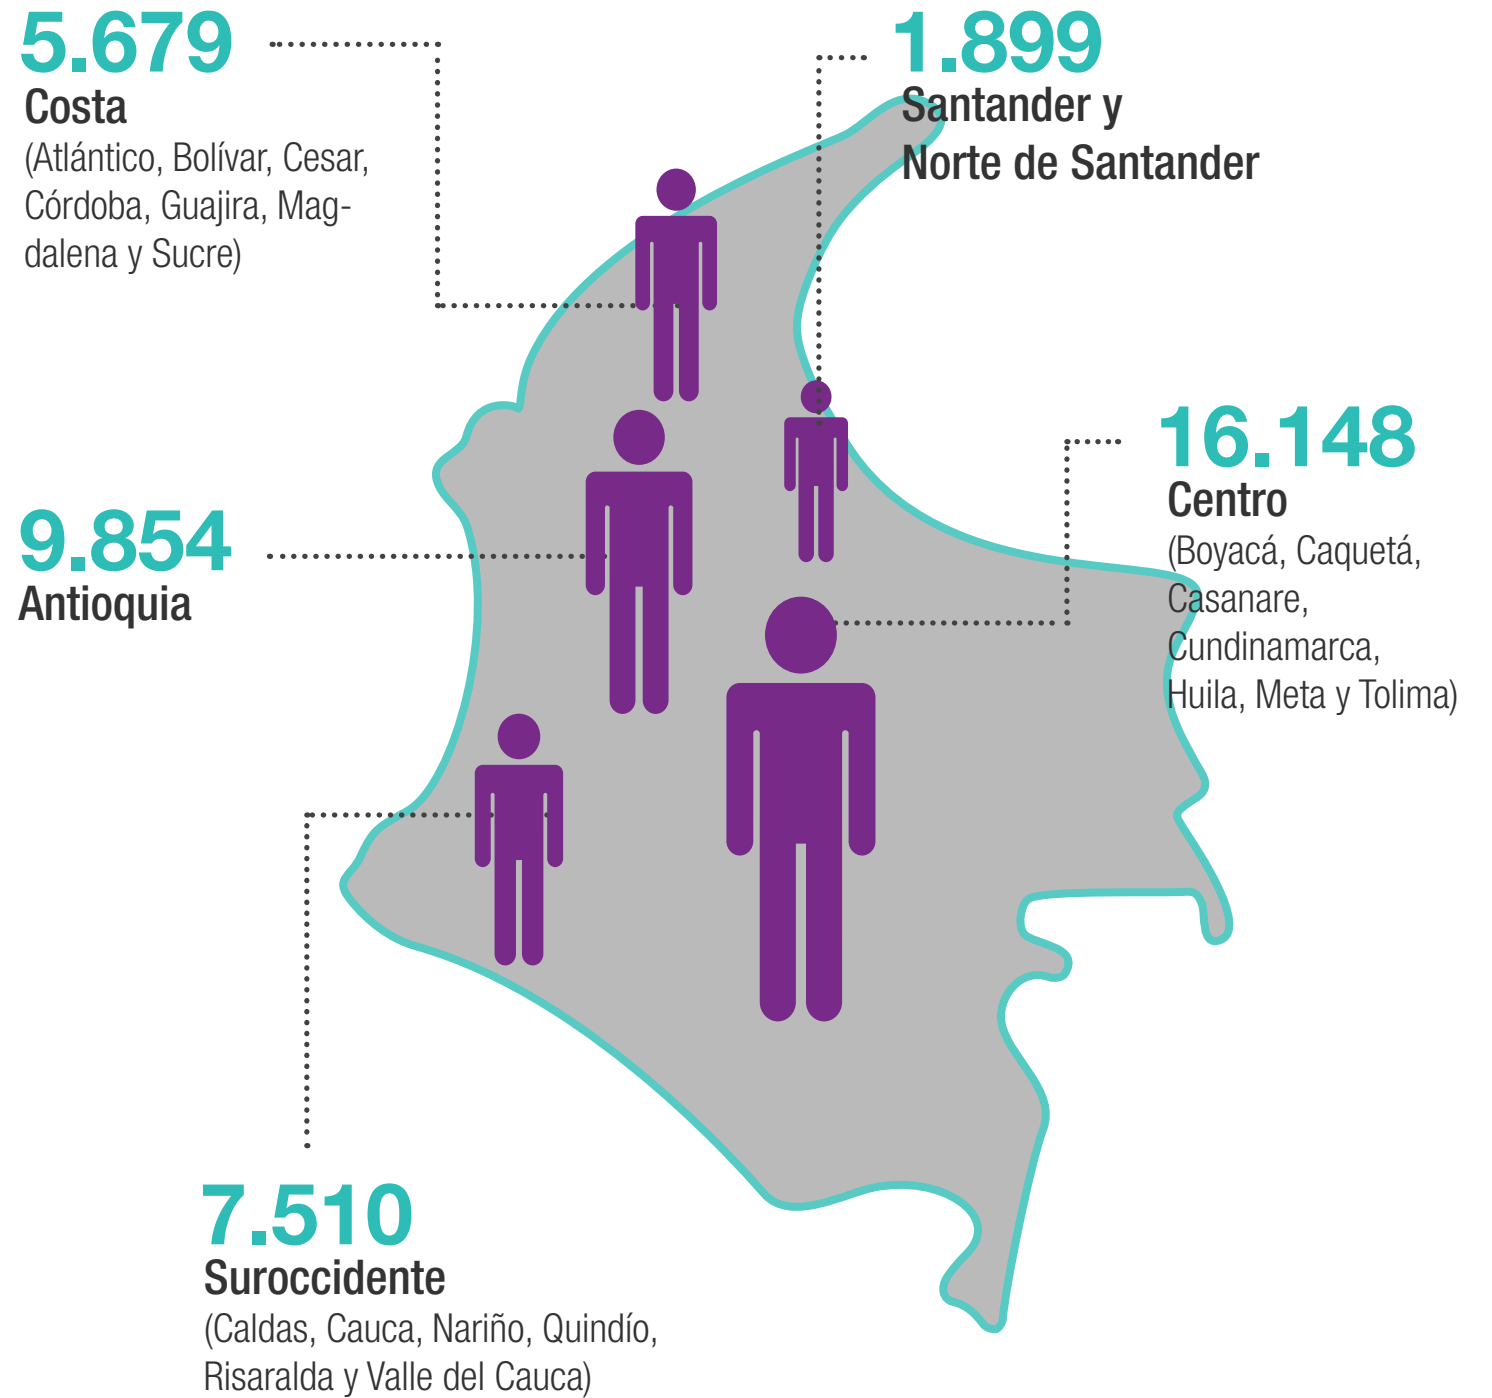 5.679
Costa
(Atlántico, Bolívar, Cesar,
Córdoba, Guajira, Mag-
dalena y Sucre)
1.899
Santander y
Norte de Santander
9.854
Antioquia
16.148
Centro
(Boyacá, Caquetá,
Casanare,
Cundinamarca,
Huila, Meta y Tolima)
7.510
Suroccidente
(Caldas, Cauca, Nariño, Quindío,
Risaralda y Valle del Cauca)